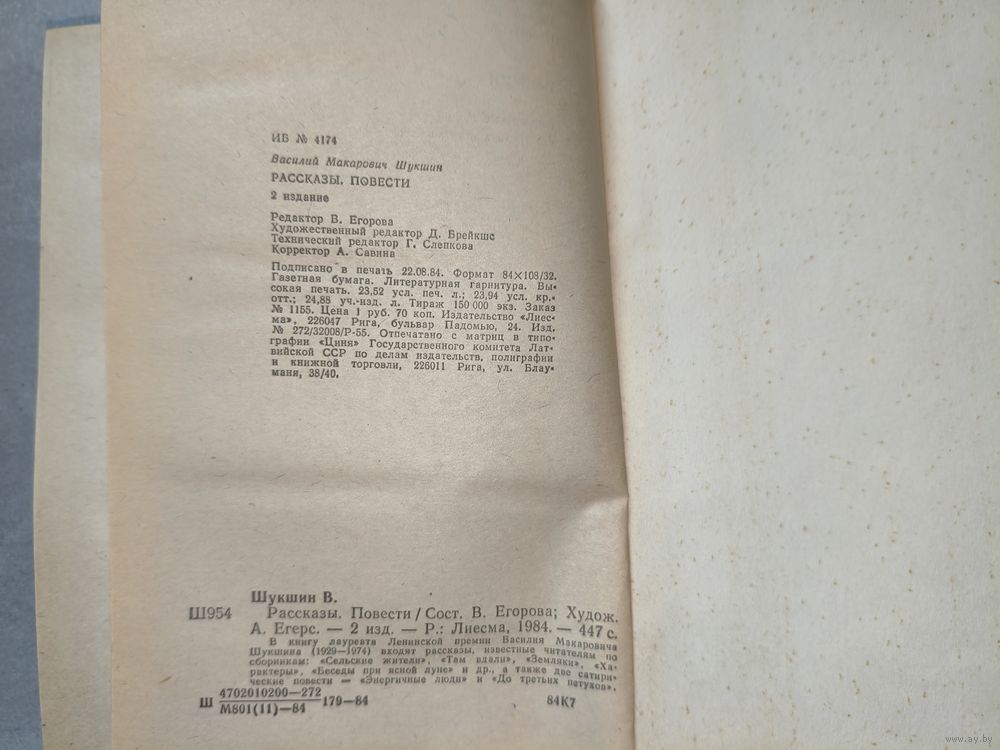 ИБ № 4174
Василий Макарович Шукшин
РАССКАЗЫ. ПОВЕСТИ
2 издание
Редактор В. Егорова
Художественный редактор Д. Брейкшс
Технический редактор Г. Слепкова
Корректор А. Савина
Подписано в печать 22.08.84. Формат 84×108/32.
Газетная бумага. Литературная гарнитура. Вы-
сокая печать. 23,52 усл. печ. л.; 23,94 усл. кр.-
отт.; 24,88 уч.-изд. л. Тираж 150 000 экз. Заказ
№ 1155. Цена 1 руб. 70 коп. Издательство «Лиес-
ма», 226047 Рига, бульвар Падомью, 24. Изд.
№ 272/32008/Р-55. Отпечатано с матриц в типо-
графии «Циня» Государственного комитета Лат-
вийской ССР по делам издательств, полиграфии
и книжной торговли, 226011 Рига, ул. Блау-
маня, 38/40.
Шукшин В.
Ш954 Рассказы. Повести / Сост. В. Егорова; Худож.
А. Егерс. — 2 изд. — Р.: Лиесма, 1984. — 447 с.
В книгу лауреата Ленинской премии Василия Макаровича
Шукшина (1929—1974) входят рассказы, известные читателям по
сборникам: «Сельские жители», «Там вдали», «Земляки», «Ха-
рактеры», «Беседы при ясной луне» и др., а также две сатири-
ческие повести — «Энергичные люди» и «До третьих петухов».
4702010200—272
Ш 179—84 84К7
М801(11)—84
www.ay.by